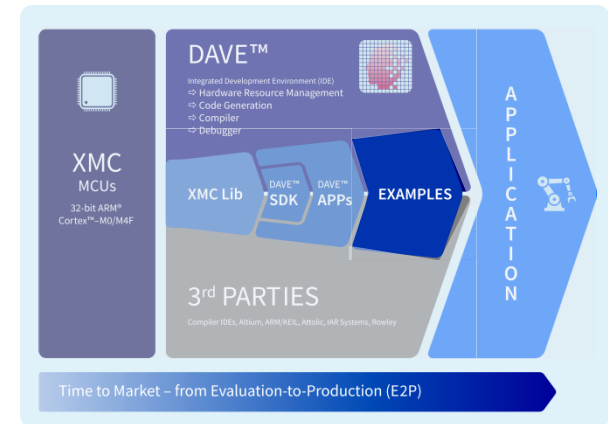 XMC
MCUs
32-bit ARM®
Cortex™–M0/M4F
DAVE™
Integrated Development Environment (IDE)
⇨ Hardware Resource Management
⇨ Code Generation
⇨ Compiler
⇨ Debugger
XMC Lib
DAVE™
SDK
DAVE™
APPs
EXAMPLES
3rd PARTIES
Compiler IDEs, Altium, ARM/KEIL, Attolic, IAR Systems, Rowley
APPLICATION
Time to Market – from Evaluation-to-Production (E2P)